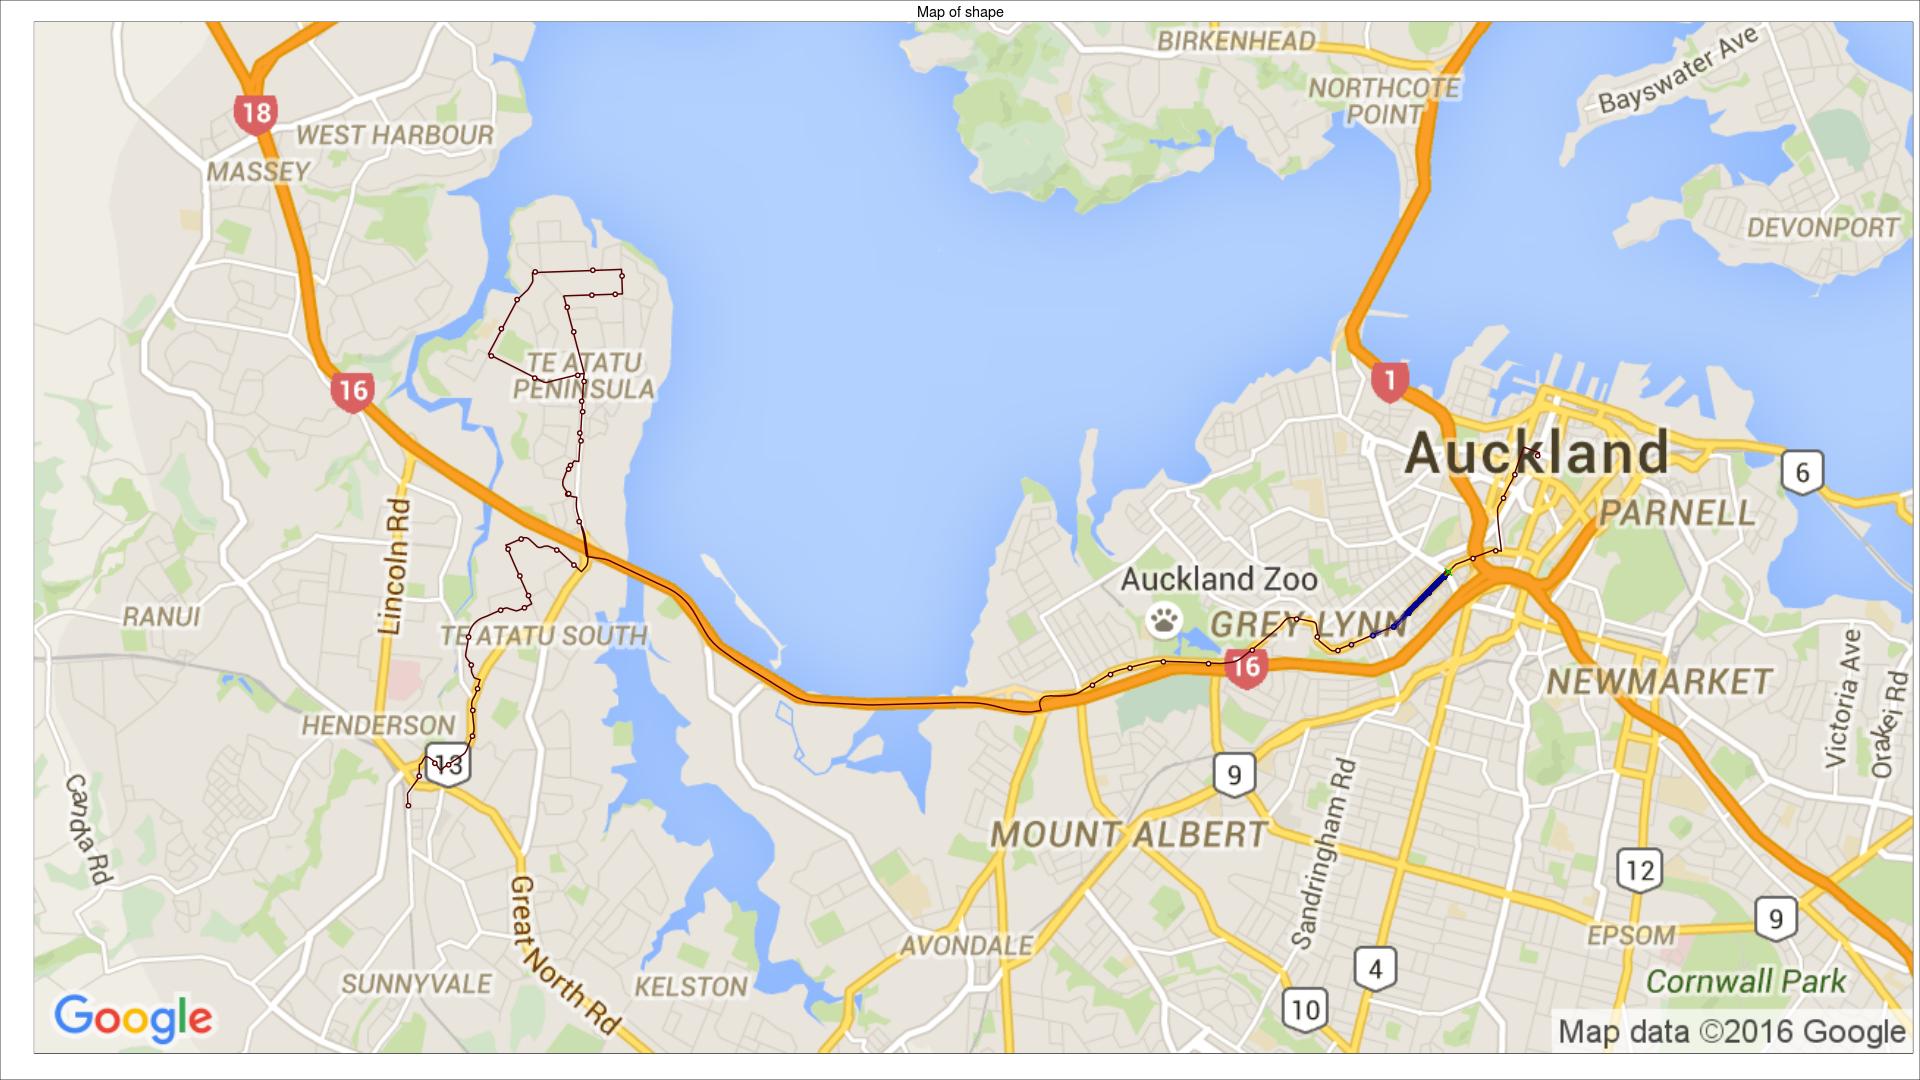 Map of shape
BIRKENHEAD
Bayswater Ave
NORTHCOTE
POINT
18
WEST HARBOUR
MASSEY
DEVONPORT
TE ATATU
PENINSULA
16
1
Auckland
6
PARNELL
Lincoln Rd
Auckland Zoo
RANUI
GREY LYNN
TE ATATU SOUTH
16
NEWMARKET
Victoria Ave
Orakei Rd
HENDERSON
13
9
Candia Rd
Sandringham Rd
MOUNT ALBERT
12
Great North Rd
9
AVONDALE
EPSOM
4
SUNNYVALE
KELSTON
Cornwall Park
10
Google
Map data ©2016 Google